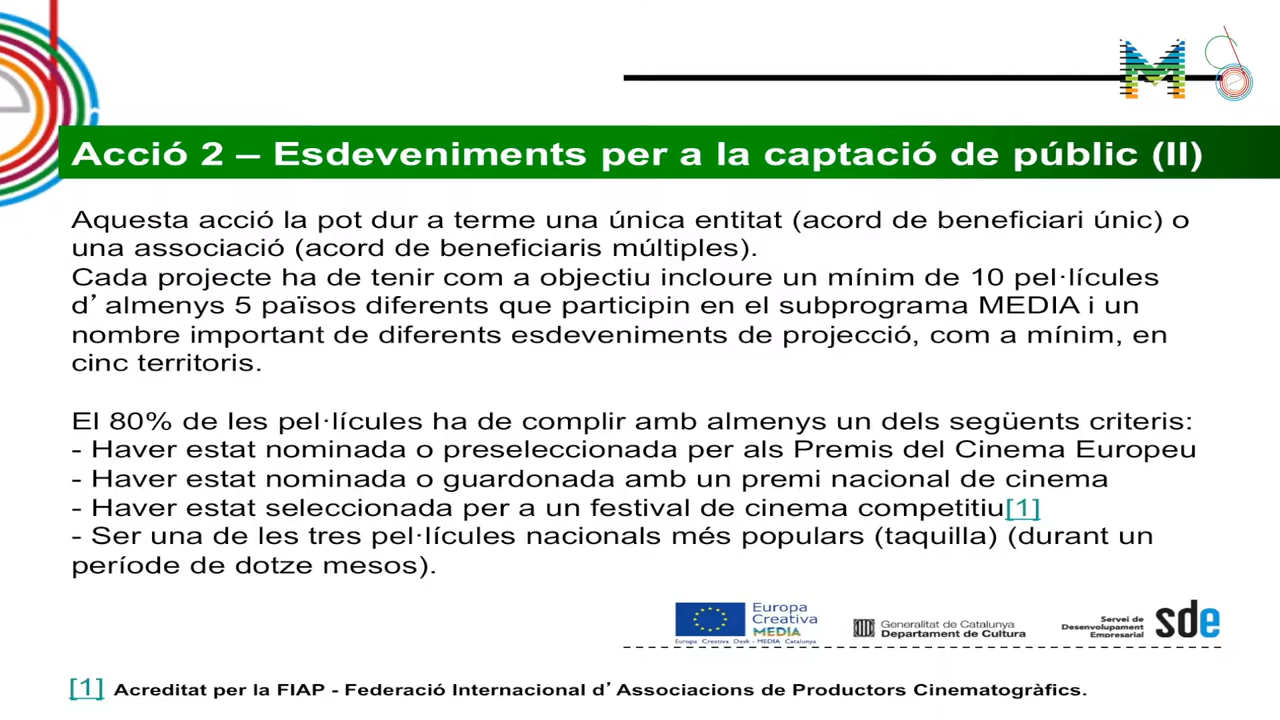 Acció 2 – Esdeveniments per a la captació de públic (II)
Aquesta acció la pot dur a terme una única entitat (acord de beneficiari únic) o
una associació (acord de beneficiaris múltiples).
Cada projecte ha de tenir com a objectiu incloure un mínim de 10 pel·lícules
d’almenys 5 països diferents que participin en el subprograma MEDIA i un
nombre important de diferents esdeveniments de projecció, com a mínim, en
cinc territoris.
El 80% de les pel·lícules ha de complir amb almenys un dels següents criteris:
- Haver estat nominada o preseleccionada per als Premis del Cinema Europeu
- Haver estat nominada o guardonada amb un premi nacional de cinema
- Haver estat seleccionada per a un festival de cinema competitiu[1]
- Ser una de les tres pel·lícules nacionals més populars (taquilla) (durant un
període de dotze mesos).
Europa
Creativa
MEDIA
Europa Creativa Desk - MEDIA Catalunya
Generalitat de Catalunya
Departament de Cultura
Servei de
Desenvolupament
Empresarial
sde
[1] Acreditat per la FIAP - Federació Internacional d’Associacions de Productors Cinematogràfics.